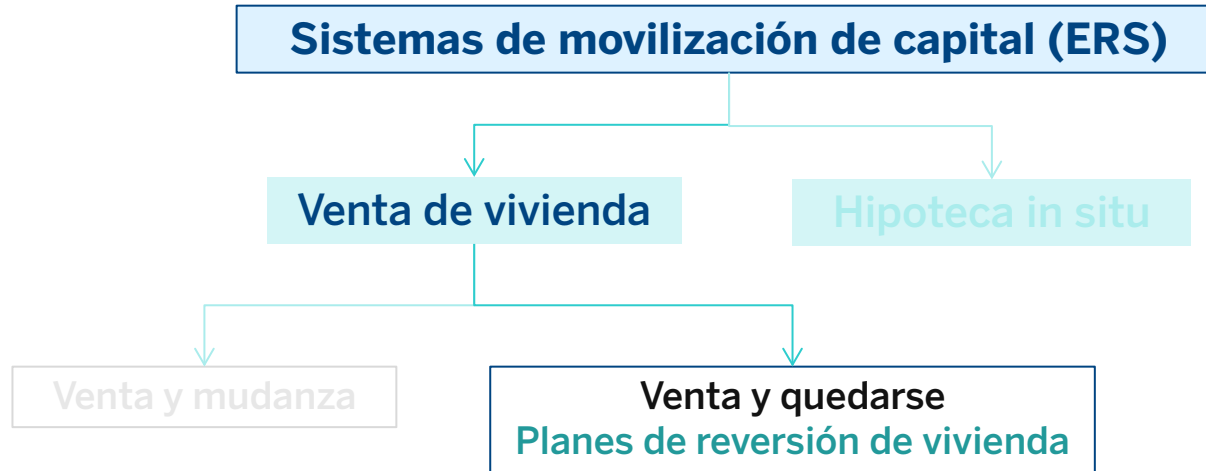 Sistemas de movilización de capital (ERS)
Venta de vivienda
Hipoteca in situ
Venta y mudanza
Venta y quedarse
Planes de reversión de vivienda